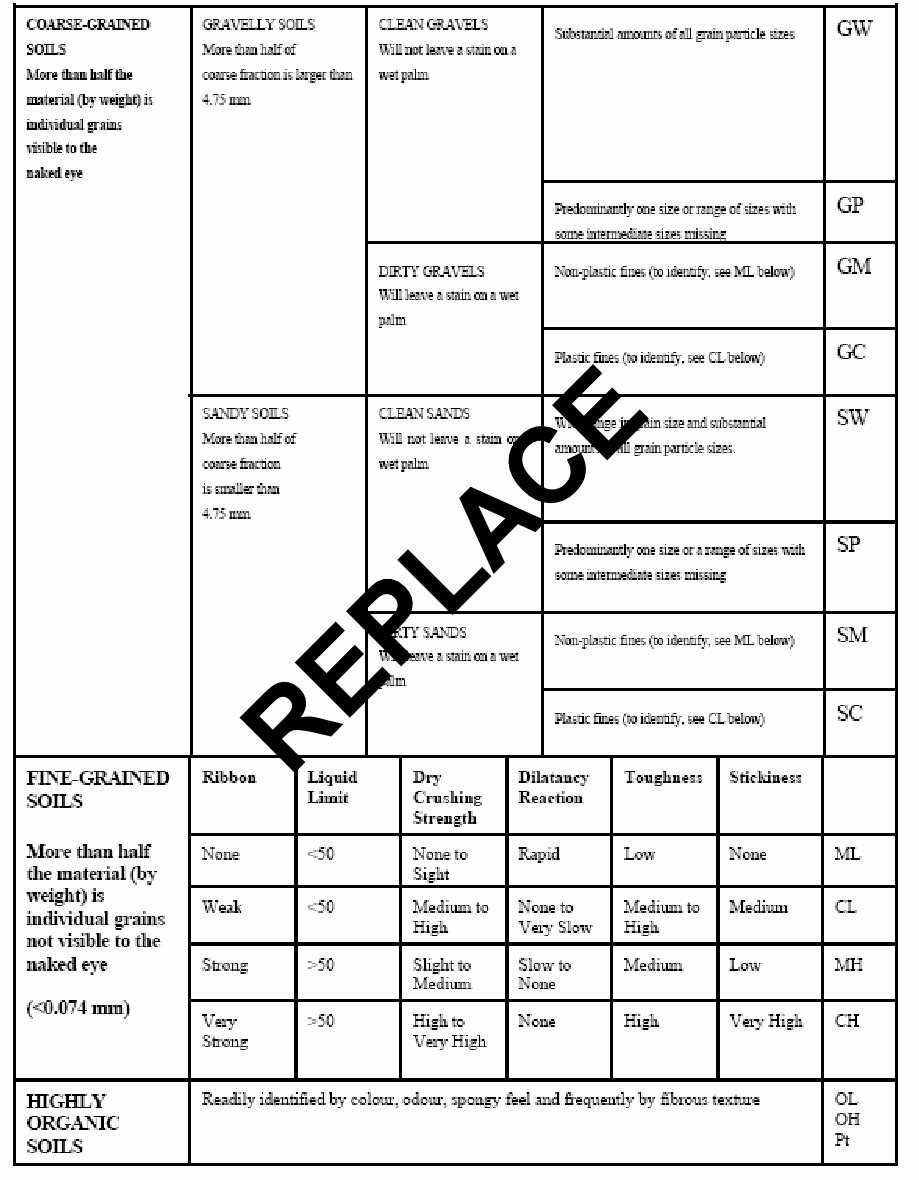 COARSE-GRAINED
SOILS
More than half the
material (by weight) is
individual grains
visible to the
naked eye
GRAVELLY SOILS
More than half of
coarse fraction is larger than
4.75 mm
CLEAN GRAVELS
Will not leave a stain on a
wet palm
Substantial amounts of all grain particle sizes
GW
Predominantly one size or range of sizes with
some intermediate sizes missing
GP
DIRTY GRAVELS
Will leave a stain on a wet
palm
Non-plastic fines (to identify, see ML below)
GM
Plastic fines (to identify, see CL below)
GC
SANDY SOILS
More than half of
coarse fraction
is smaller than
4.75 mm
CLEAN SANDS
Will not leave a stain on
wet palm
in grain size and substantial
all grain particle sizes.
SW
Predominantly one size or a range of sizes with
some intermediate sizes missing
SP
SANDS
leave a stain on a wet
palm
Non-plastic fines (to identify, see ML below)
SM
Plastic fines (to identify, see CL below)
SC
REPLACE
FINE-GRAINED
SOILS
More than half
the material (by
weight) is
individual grains
not visible to the
naked eye
(<0.074 mm)
Ribbon
Liquid
Limit
Dry
Crushing
Strength
Dilatancy
Reaction
Toughness
Stickiness
None
<50
None to
Sight
Rapid
Low
None
ML
Weak
<50
Medium to
High
None to
Very Slow
Medium to
High
Medium
CL
Strong
>50
Slight to
Medium
Slow to
None
Medium
Low
MH
Very
Strong
>50
High to
Very High
None
High
Very High
CH
HIGHLY
ORGANIC
SOILS
Readily identified by colour, odour, spongy feel and frequently by fibrous texture
OL
OH
Pt